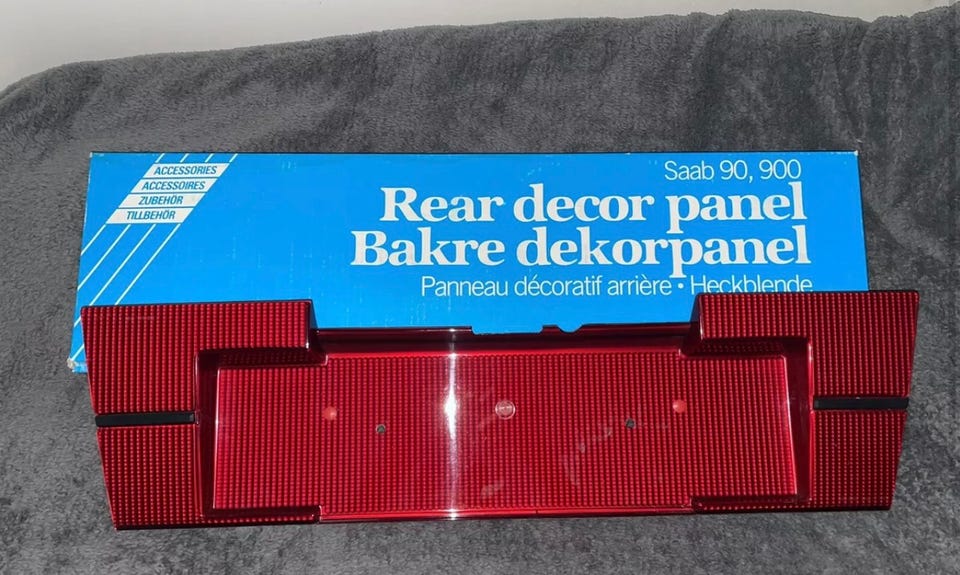 ACCESSORIES
ACCESSOIRES
ZUBEHÖR
TILLBEHÖR
Saab 90, 900
Rear decor panel
Bakre dekorpanel
Panneau décoratif arrière • Heckblende